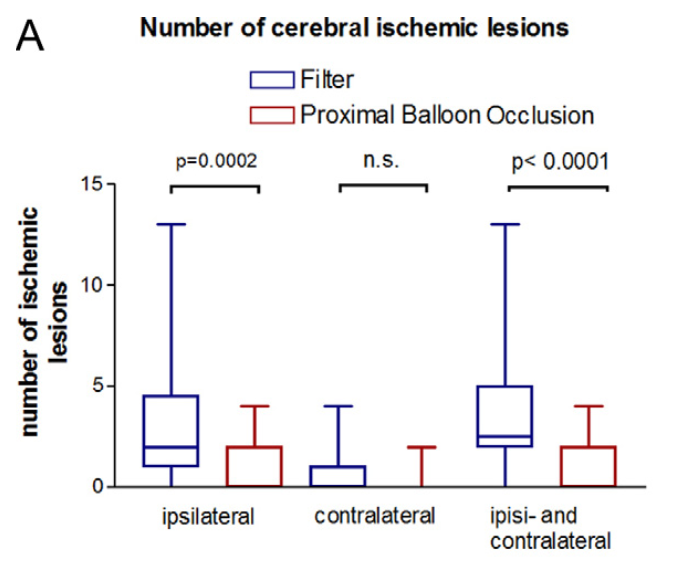 A
Number of cerebral ischemic lesions
Filter
Proximal Balloon Occlusion
p=0.0002
n.s.
p< 0.0001
number of ischemic
lesions
15
10
5
0
ipsilateral
contralateral
ipisi- and
contralateral